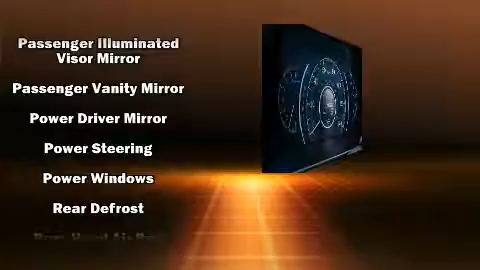 Passenger Illuminated
Visor Mirror
Passenger Vanity Mirror
Power Driver Mirror
Power Steering
Power Windows
Rear Defrost